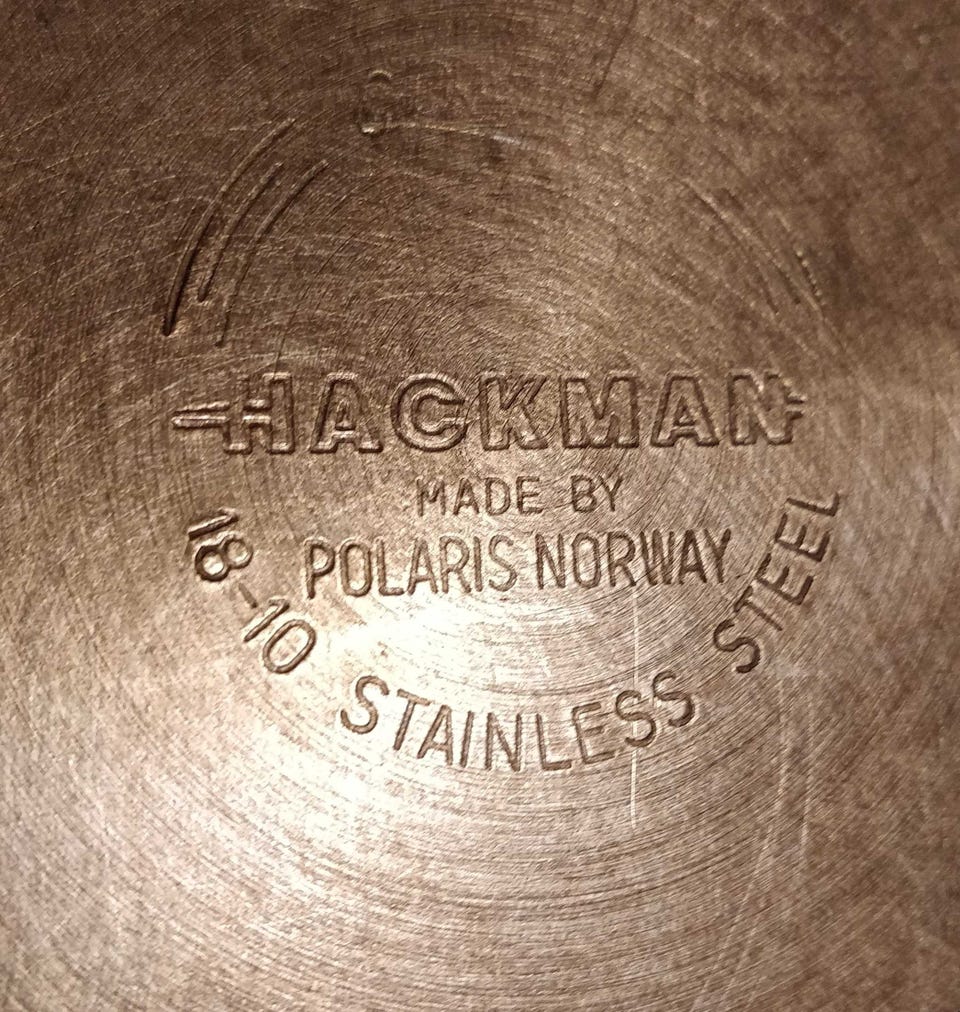 HACKMAN
MADE BY
POLARIS NORWAY
18-10 STAINLESS STEEL